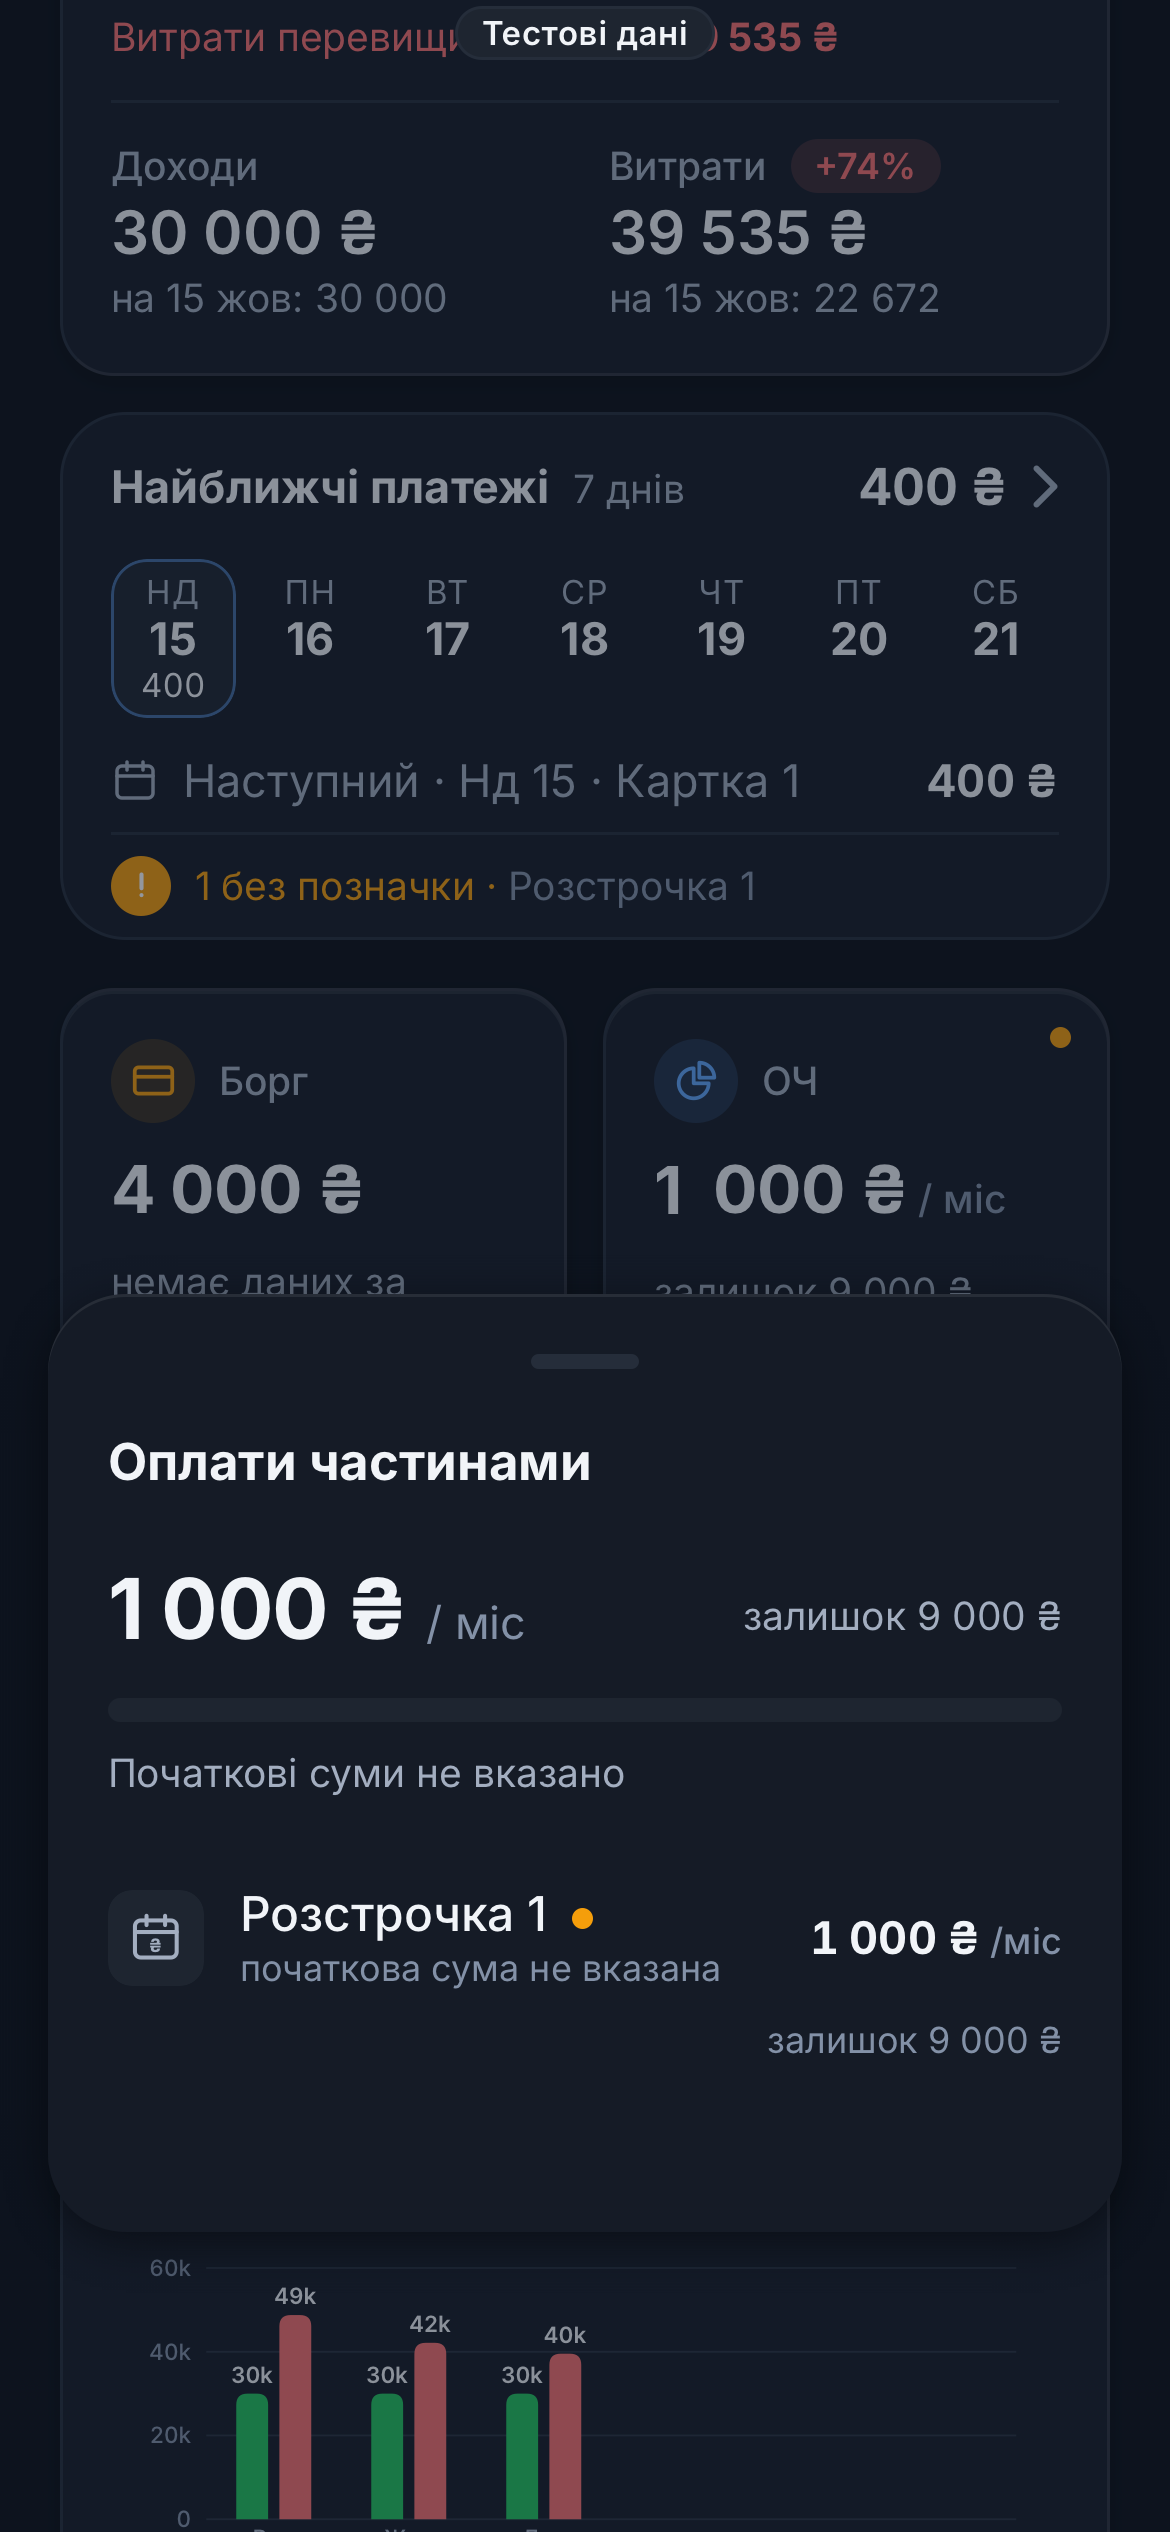 Витрати перевищ
Тестові дані
535 ₴
Доходи
Витрати +74%
30 000 ₴
39 535 ₴
на 15 жов: 30 000
на 15 жов: 22 672
Найближчі платежі 7 днів 400 ₴
НД ПН ВТ СР ЧТ ПТ СБ
15 16 17 18 19 20 21
400
Наступний · Нд 15 · Картка 1 400 ₴
! 1 без позначки · Розстрочка 1
Борг
ОЧ
4 000 ₴
1 000 ₴ / міс
немає даних за
залишок 9 000 ₴
Оплати частинами
1 000 ₴ / міс залишок 9 000 ₴
Початкові суми не вказано
Розстрочка 1 1 000 ₴ /міс
початкова сума не вказана
залишок 9 000 ₴
60k
49k
42k
40k
40k
30k 30k 30k
20k
0